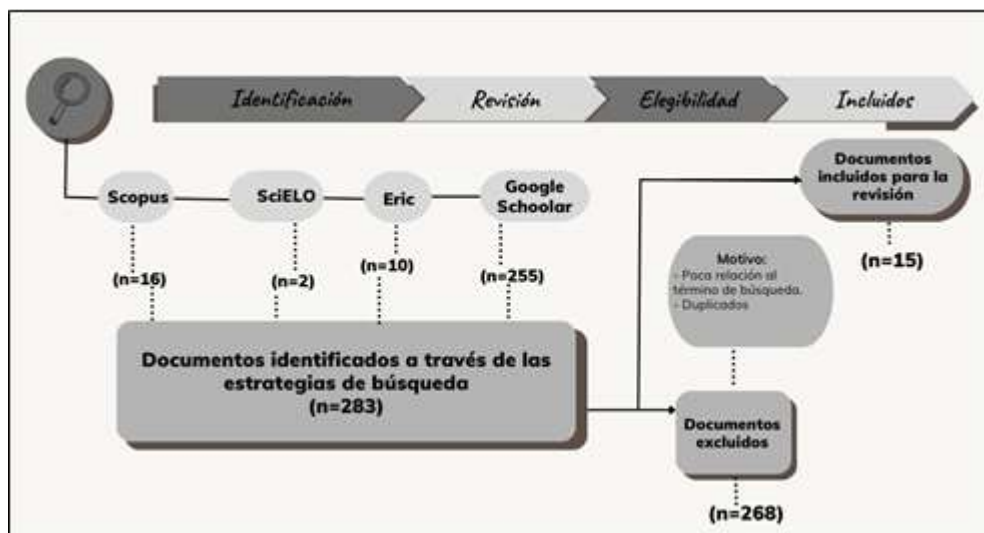 Identificación
Revisión
Elegibilidad
Incluidos
Scopus
SciELO
Eric
Google
Schoolar
(n=16)
(n=2)
(n=10)
(n=255)
Documentos identificados a través de las
estrategias de búsqueda
(n=283)
Documentos
incluidos para la
revisión
(n=15)
Motivo:
- Poca relación al
término de búsqueda.
- Duplicados
Documentos
excluidos
(n=268)